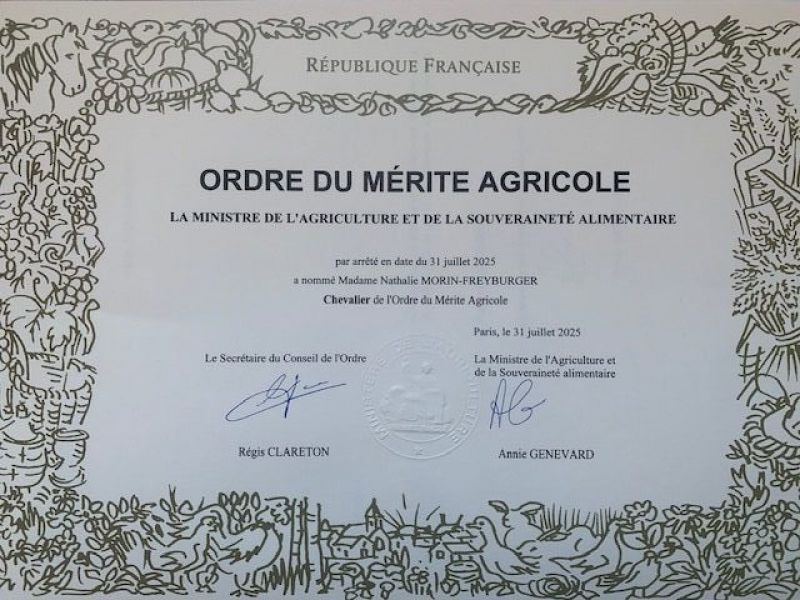 RÉPUBLIQUE FRANÇAISE
ORDRE DU MÉRITE AGRICOLE
LA MINISTRE DE L'AGRICULTURE ET DE LA SOUVERAINETÉ ALIMENTAIRE
par arrêté en date du 31 juillet 2025
a nommé Madame Nathalie MORIN-FREYBURGER
Chevalier de l'Ordre du Mérite Agricole
Paris, le 31 juillet 2025
Le Secrétaire du Conseil de l'Ordre
La Ministre de l'Agriculture et
de la Souveraineté alimentaire
Régis CLARETON
Annie GENEVARD